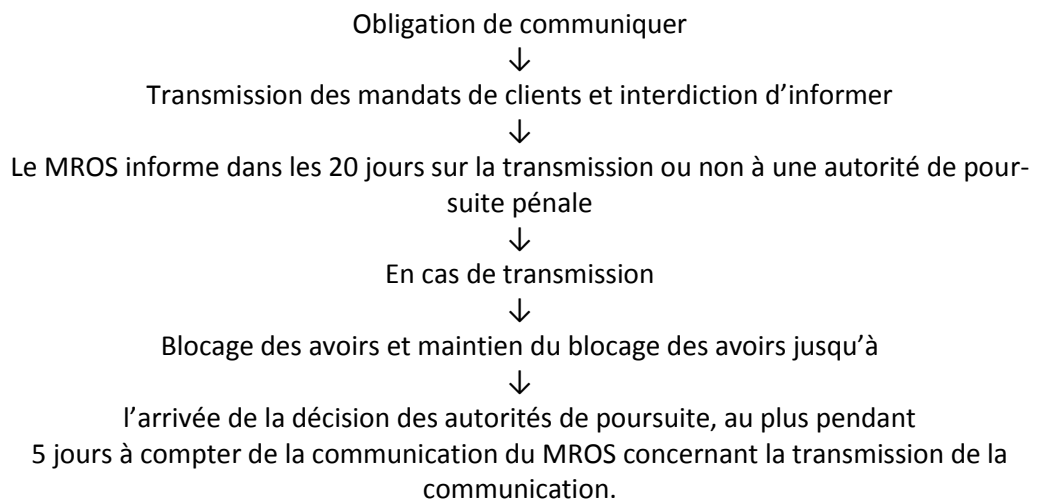 Obligation de communiquer
↓
Transmission des mandats de clients et interdiction d’informer
↓
Le MROS informe dans les 20 jours sur la transmission ou non à une autorité de pour-
suite pénale
↓
En cas de transmission
↓
Blocage des avoirs et maintien du blocage des avoirs jusqu’à
↓
l’arrivée de la décision des autorités de poursuite, au plus pendant
5 jours à compter de la communication du MROS concernant la transmission de la
communication.